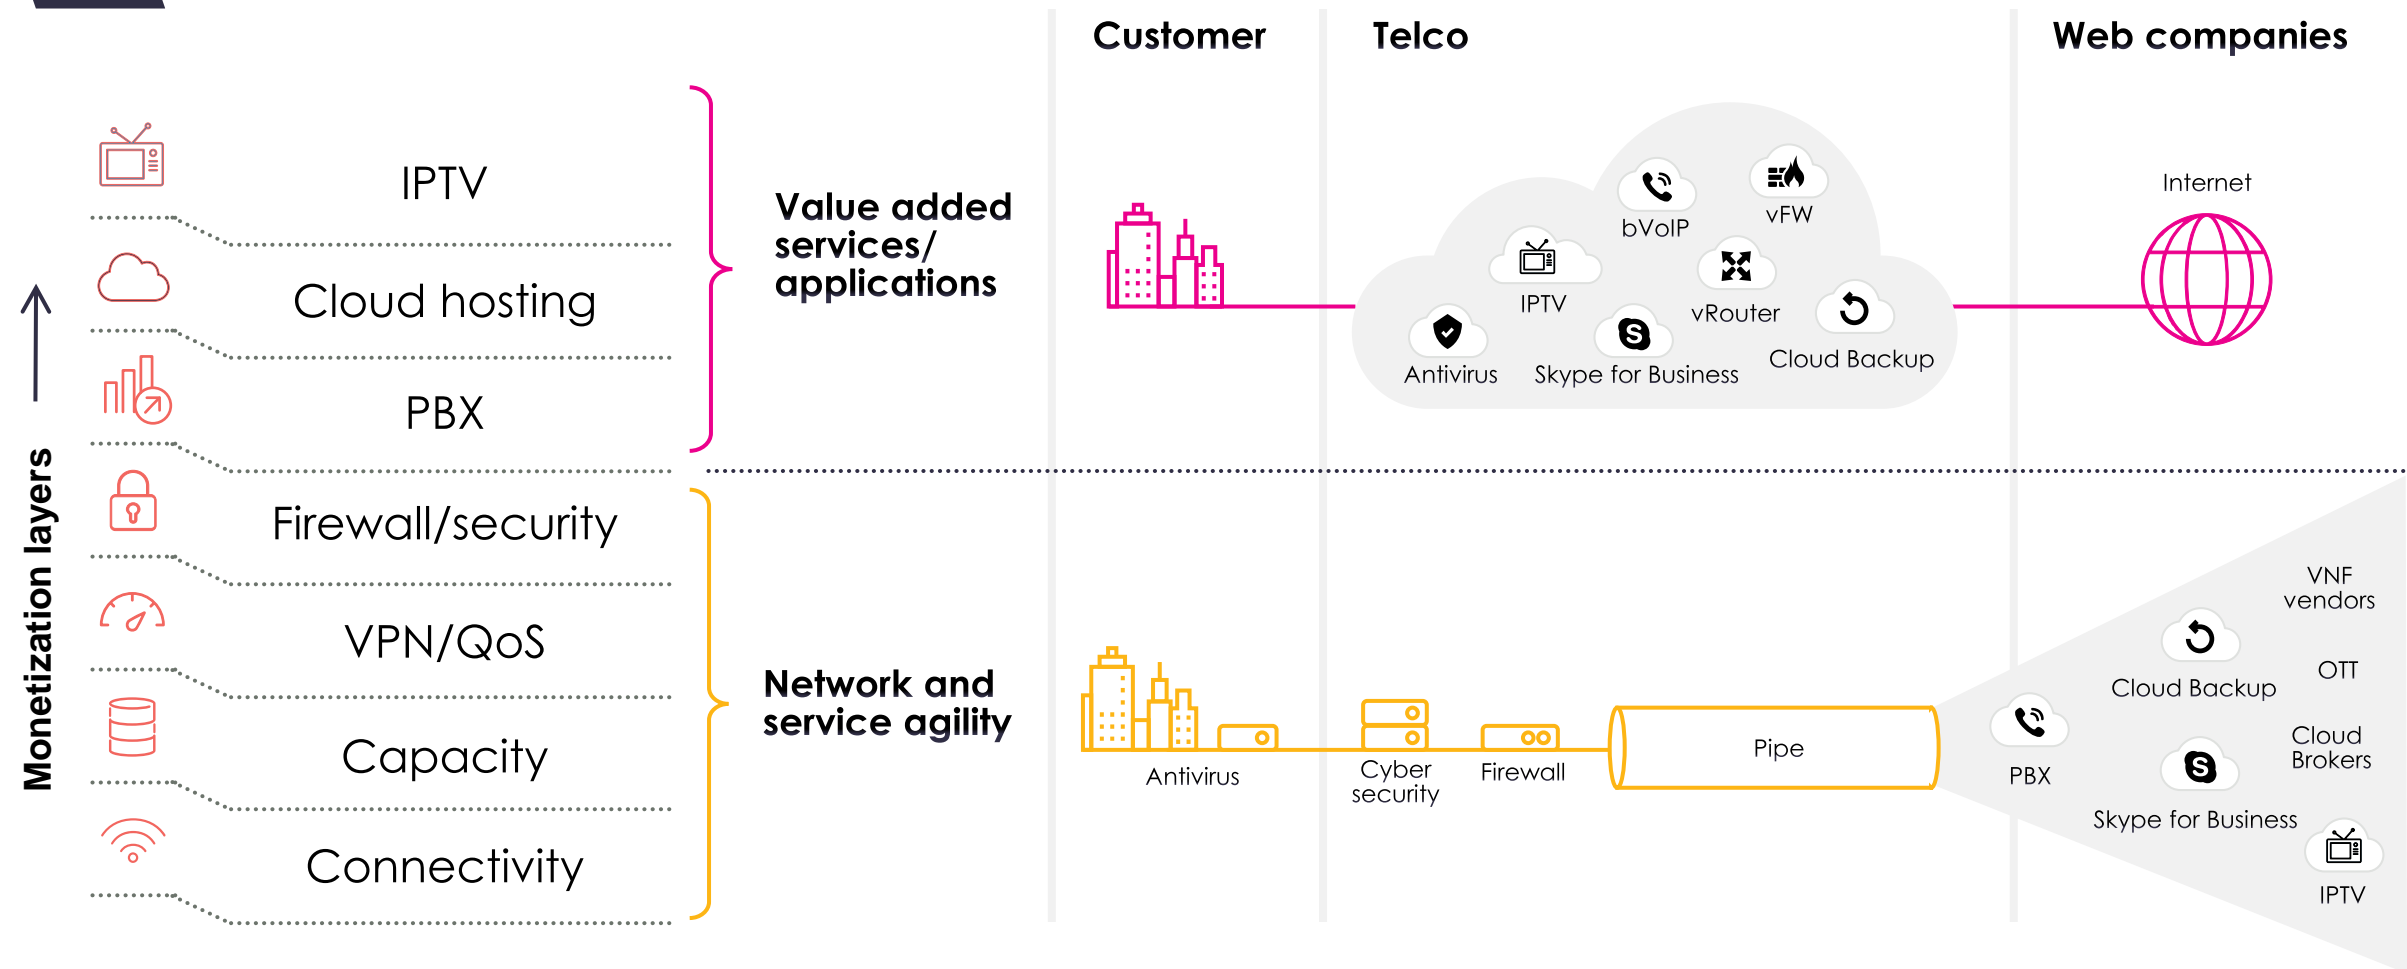 Customer
Telco
Web companies
Monetization layers
IPTV
Cloud hosting
PBX
Firewall/security
VPN/QoS
Capacity
Connectivity
Value added
services/
applications
Network and
service agility
bVoIP
vFW
IPTV
vRouter
Antivirus
Skype for Business
Cloud Backup
Internet
Antivirus
Cyber
security
Firewall
Pipe
PBX
VNF
vendors
Cloud Backup
OTT
Cloud
Brokers
Skype for Business
IPTV